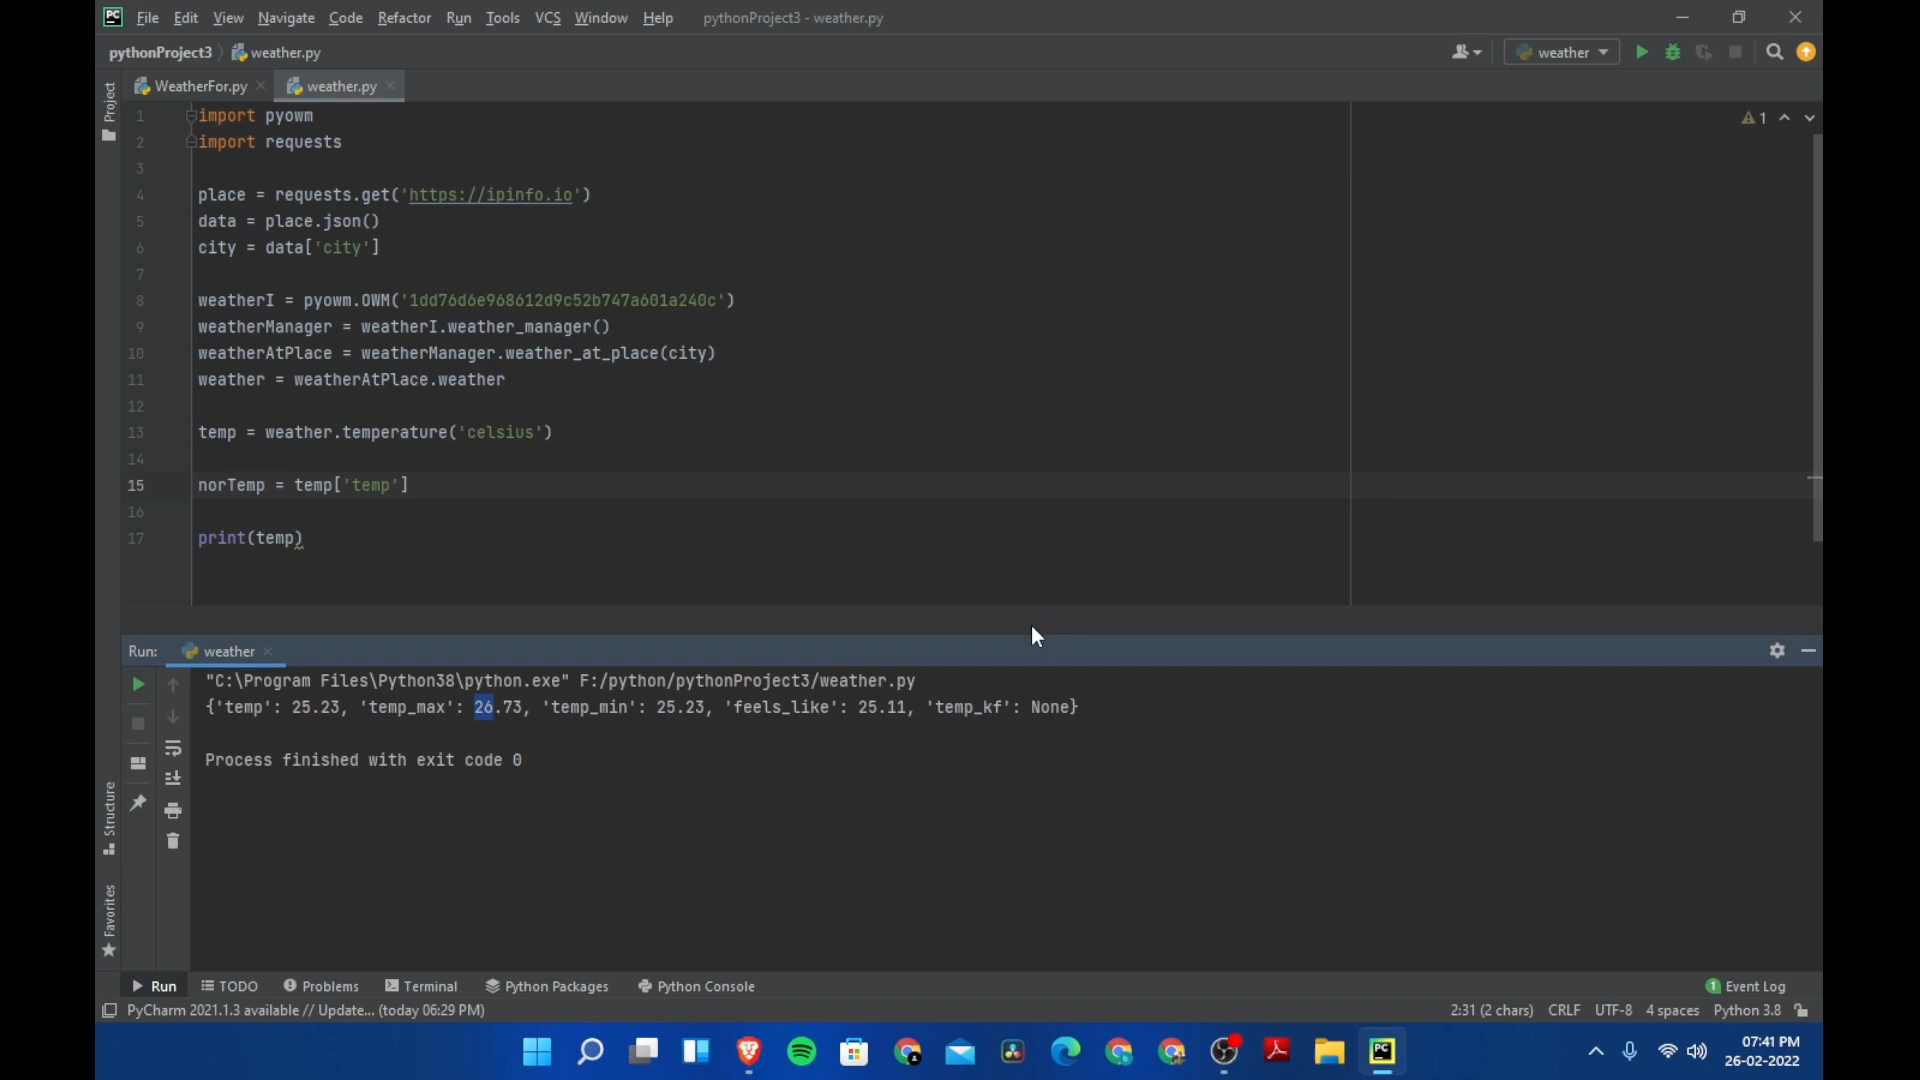 PC File Edit View Navigate Code Refactor Run Tools VCS Window Help pythonProject3 - weather.py
pythonProject3 weather.py weather
WeatherFor.py weather.py
Project
1 import pyowm
1
2 import requests
3
4 place = requests.get('https://ipinfo.io')
5 data = place.json()
6 city = data['city']
7
8 weatherI = pyowm.OWM('1dd76d6e968612d9c52b747a601a240c')
9 weatherManager = weatherI.weather_manager()
10 weatherAtPlace = weatherManager.weather_at_place(city)
11 weather = weatherAtPlace.weather
12
13 temp = weather.temperature('celsius')
14
15 norTemp = temp['temp']
16
17 print(temp)
Run: weather
"C:\Program Files\Python38\python.exe" F:/python/pythonProject3/weather.py
{'temp': 25.23, 'temp_max': 26.73, 'temp_min': 25.23, 'feels_like': 25.11, 'temp_kf': None}
Process finished with exit code 0
Structure
Favorites
Run TODO Problems Terminal Python Packages Python Console 1 Event Log
PyCharm 2021.1.3 available // Update... (today 06:29 PM) 2:31 (2 chars) CRLF UTF-8 4 spaces Python 3.8
PC
07:41 PM
26-02-2022